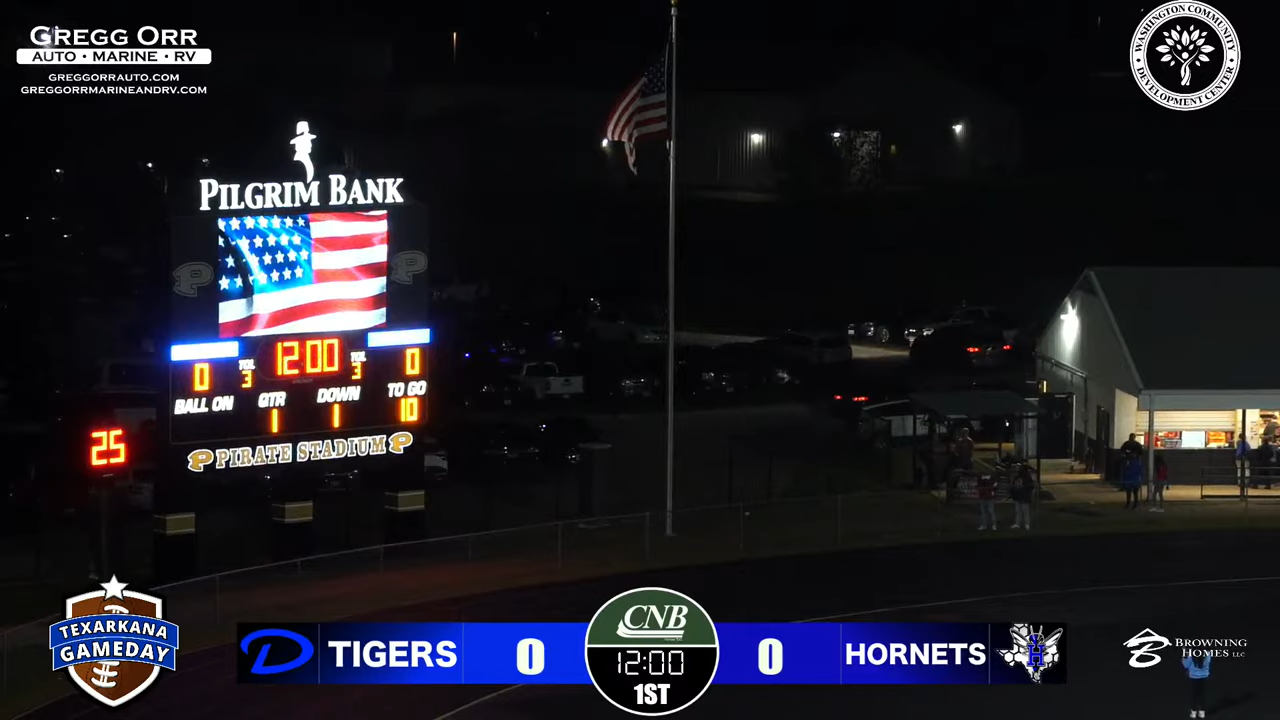 GREGG ORR
AUTO • MARINE • RV
GREGGORRAUTO.COM
GREGGORRMARINEANDRV.COM
WASHINGTON COMMUNITY
DEVELOPMENT CENTER
PILGRIM BANK
P
P
0
TOL
3
12:00
TOL
3
0
BALL ON
QTR
1
DOWN
1
TO GO
10
25
P PIRATE STADIUM P
TEXARKANA
GAMEDAY
D
TIGERS
0
CNB
12:00
1ST
0
HORNETS
H
B
BROWNING
HOMES LLC